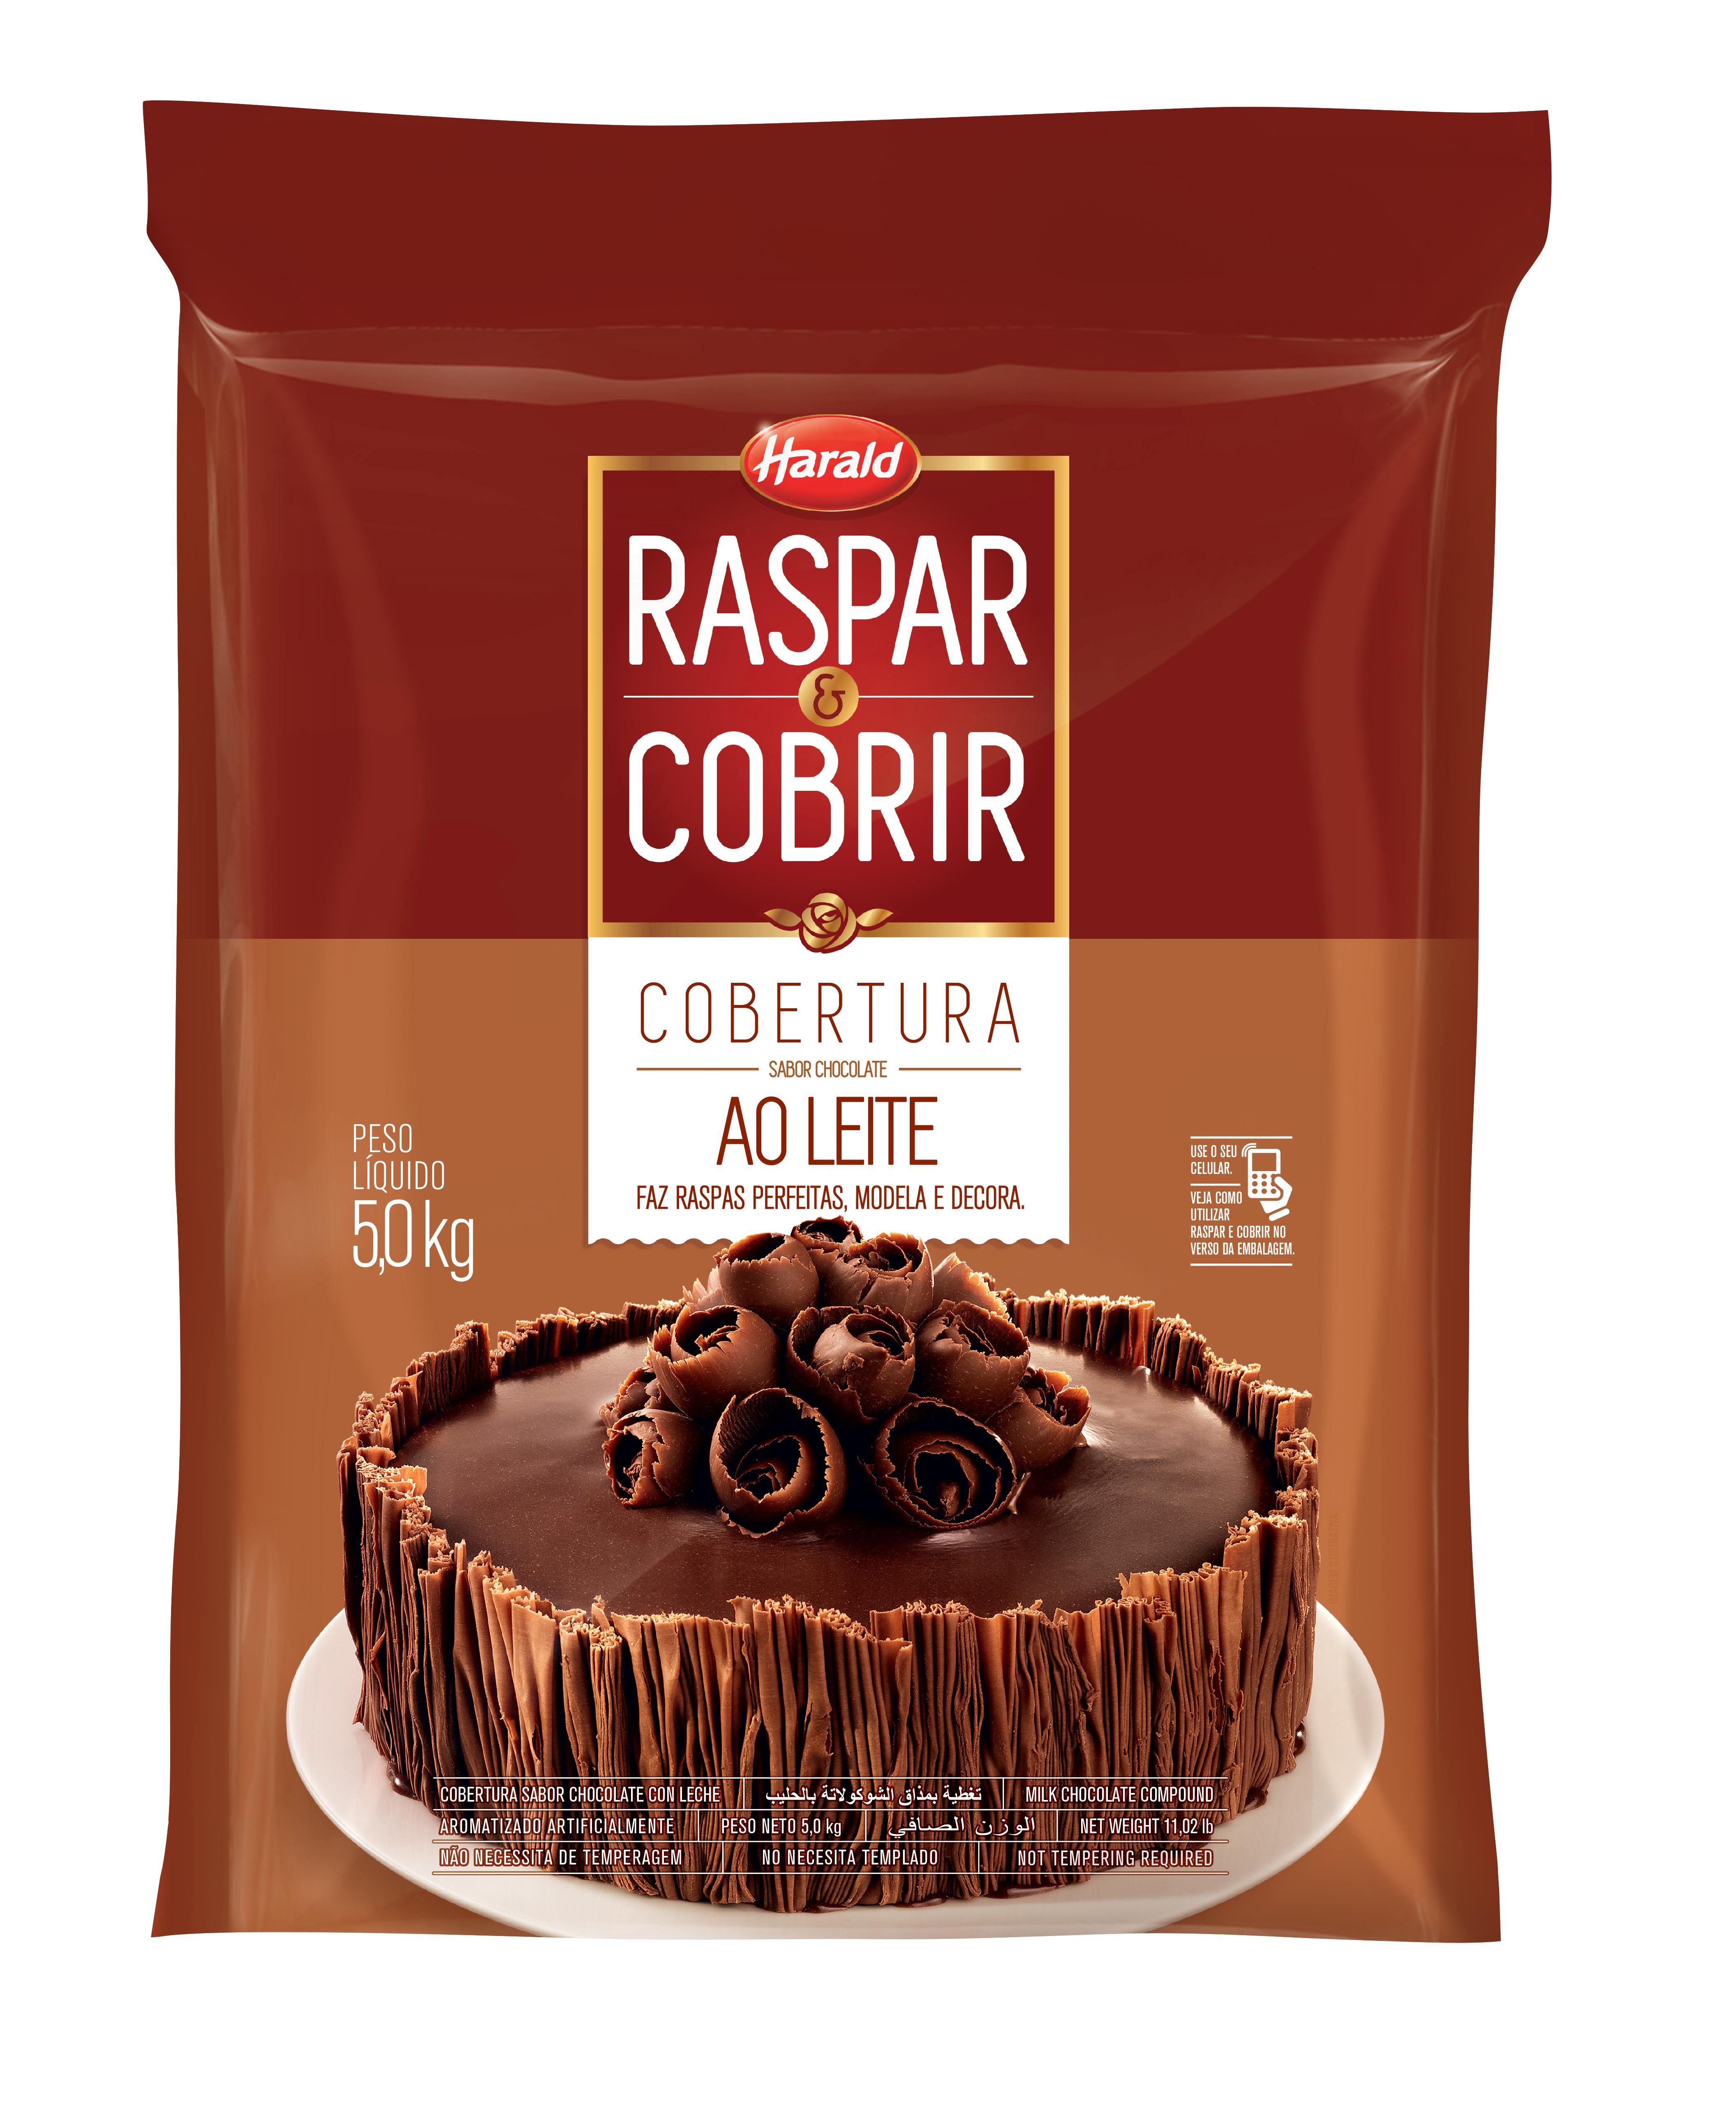 Harald
RASPAR
&
COBRIR
COBERTURA
SABOR CHOCOLATE
AO LEITE
FAZ RASPAS PERFEITAS, MODELA E DECORA.
PESO
LÍQUIDO
5,0 kg
USE O SEU
CELULAR.
VEJA COMO
UTILIZAR
RASPAR E COBRIR NO
VERSO DA EMBALAGEM.
COBERTURA SABOR CHOCOLATE CON LECHE تغطية بمذاق الشوكولاتة بالحليب MILK CHOCOLATE COMPOUND
AROMATIZADO ARTIFICIALMENTE PESO NETO 5,0 kg الوزن الصافي NET WEIGHT 11,02 lb
NÃO NECESSITA DE TEMPERAGEM NO NECESITA TEMPLADO NOT TEMPERING REQUIRED